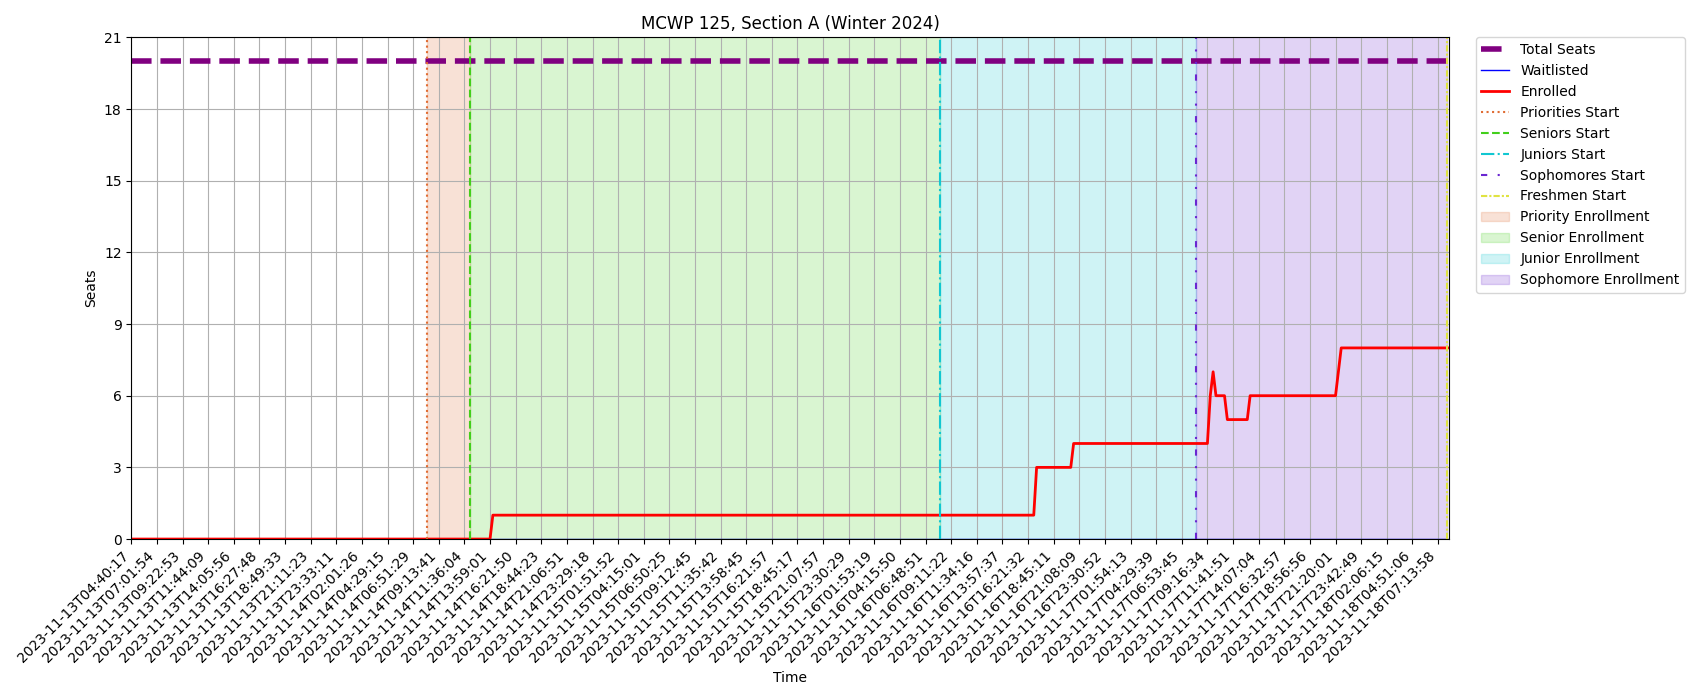 MCWP 125, Section A (Winter 2024)
21
18
15
12
9
6
3
0
Seats
2023-11-13T04:40:17
2023-11-13T07:01:54
2023-11-13T09:22:53
2023-11-13T11:44:09
2023-11-13T14:05:56
2023-11-13T16:27:48
2023-11-13T18:49:33
2023-11-13T21:11:23
2023-11-13T23:33:11
2023-11-14T02:01:26
2023-11-14T04:29:15
2023-11-14T06:51:29
2023-11-14T09:13:41
2023-11-14T11:36:04
2023-11-14T13:59:01
2023-11-14T16:21:50
2023-11-14T18:44:23
2023-11-14T21:06:51
2023-11-14T23:29:18
2023-11-15T01:51:52
2023-11-15T04:15:01
2023-11-15T06:50:25
2023-11-15T09:12:45
2023-11-15T11:35:42
2023-11-15T13:58:45
2023-11-15T16:21:57
2023-11-15T18:45:17
2023-11-15T21:07:57
2023-11-15T23:30:29
2023-11-16T01:53:19
2023-11-16T04:15:50
2023-11-16T06:48:51
2023-11-16T09:11:22
2023-11-16T11:34:16
2023-11-16T13:57:37
2023-11-16T16:21:32
2023-11-16T18:45:11
2023-11-16T21:08:09
2023-11-16T23:30:52
2023-11-17T01:54:13
2023-11-17T04:29:39
2023-11-17T06:53:45
2023-11-17T09:16:34
2023-11-17T11:41:51
2023-11-17T14:07:04
2023-11-17T16:32:57
2023-11-17T18:56:56
2023-11-17T21:20:01
2023-11-17T23:42:49
2023-11-18T02:06:15
2023-11-18T04:51:06
2023-11-18T07:13:58
Time
Total Seats
Waitlisted
Enrolled
Priorities Start
Seniors Start
Juniors Start
Sophomores Start
Freshmen Start
Priority Enrollment
Senior Enrollment
Junior Enrollment
Sophomore Enrollment